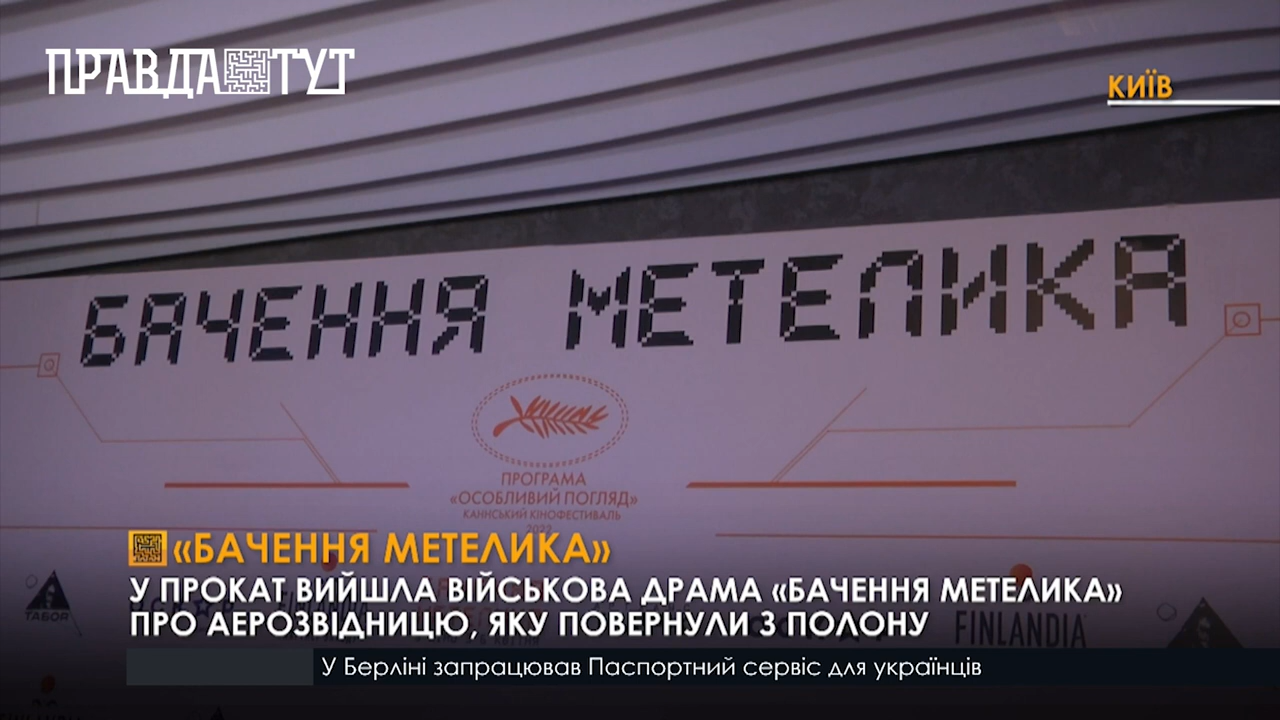 ПРАВДА ТУТ
КИЇВ
БАЧЕННЯ МЕТЕЛИКА
ПРОГРАМА
«ОСОБЛИВИЙ ПОГЛЯД»
КАННСЬКИЙ КІНОФЕСТИВАЛЬ
2022
«БАЧЕННЯ МЕТЕЛИКА»
У ПРОКАТ ВИЙШЛА ВІЙСЬКОВА ДРАМА «БАЧЕННЯ МЕТЕЛИКА»
ПРО АЕРОЗВІДНИЦЮ, ЯКУ ПОВЕРНУЛИ З ПОЛОНУ
ТАБОР
FINLANDIA
У Берліні запрацював Паспортний сервіс для українців